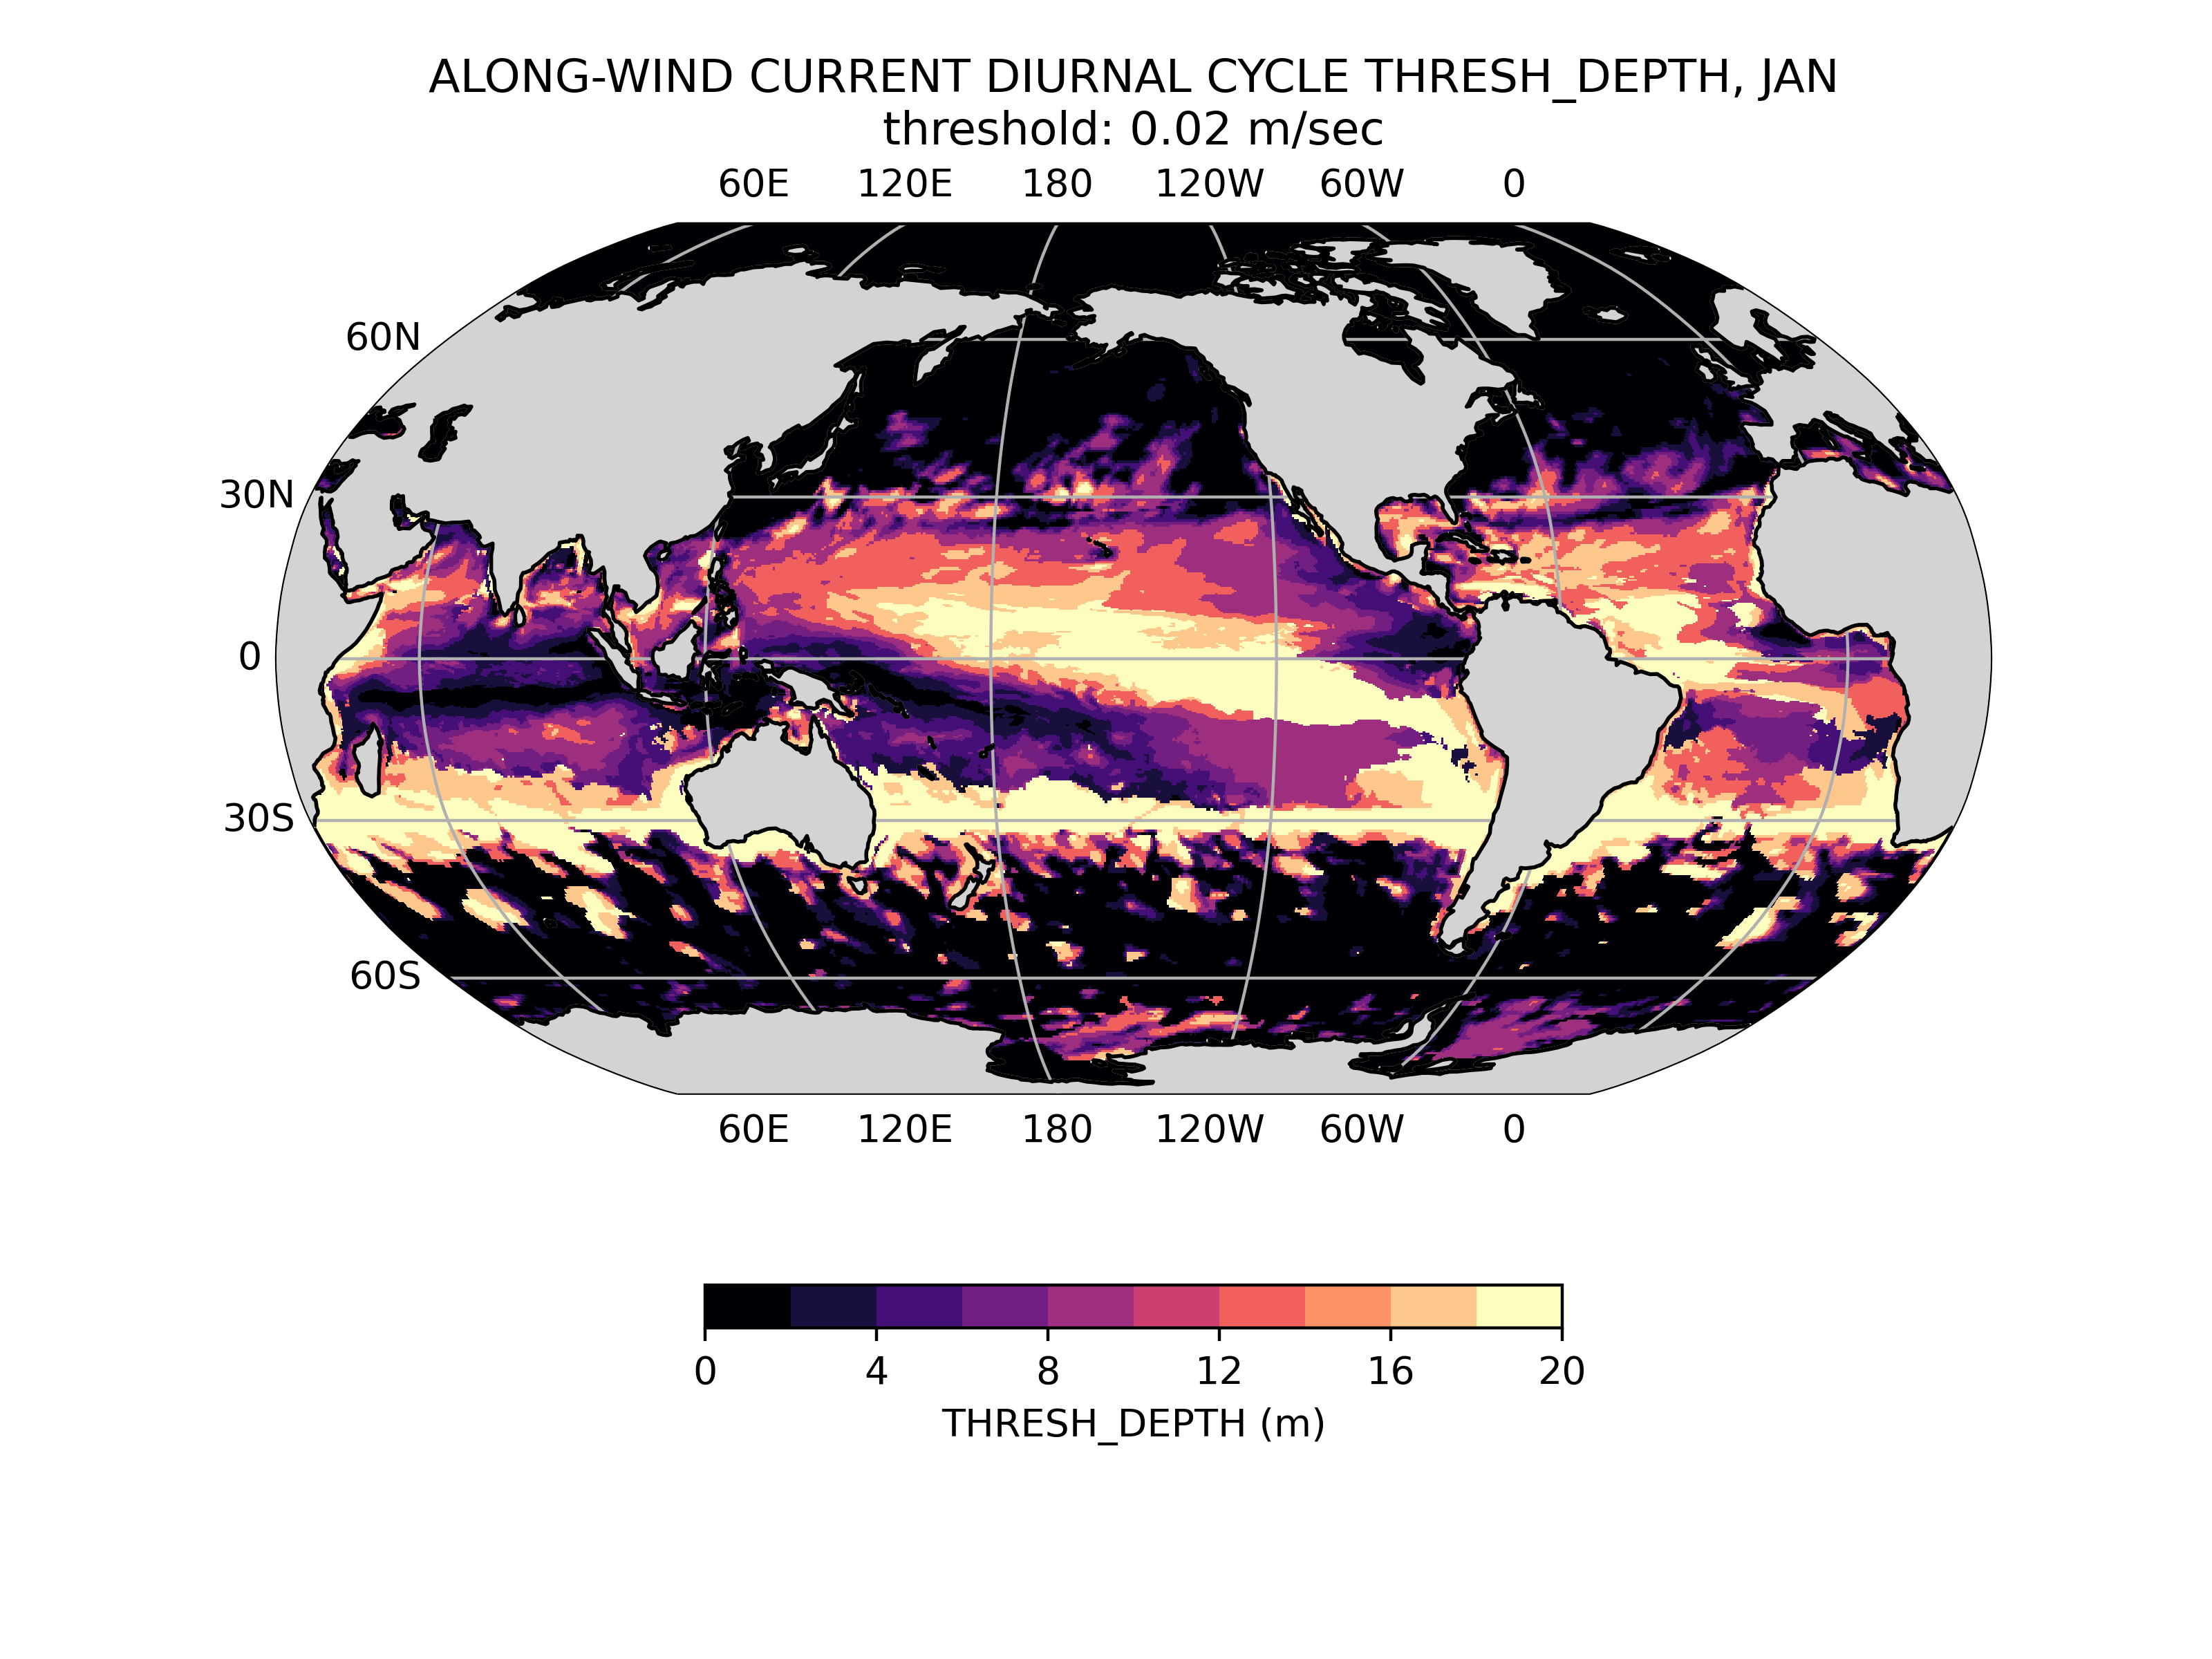 ALONG-WIND CURRENT DIURNAL CYCLE THRESH_DEPTH, JAN
threshold: 0.02 m/sec
60E 120E 180 120W 60W 0
60N
30N
0
30S
60S
60E 120E 180 120W 60W 0
0 4 8 12 16 20
THRESH_DEPTH (m)